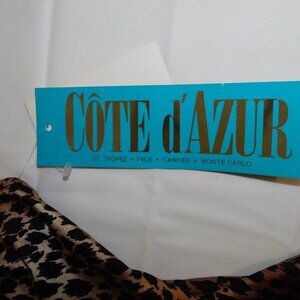 CÔTE d'AZUR
ST. TROPEZ • NICE • CANNES • MONTE CARLO